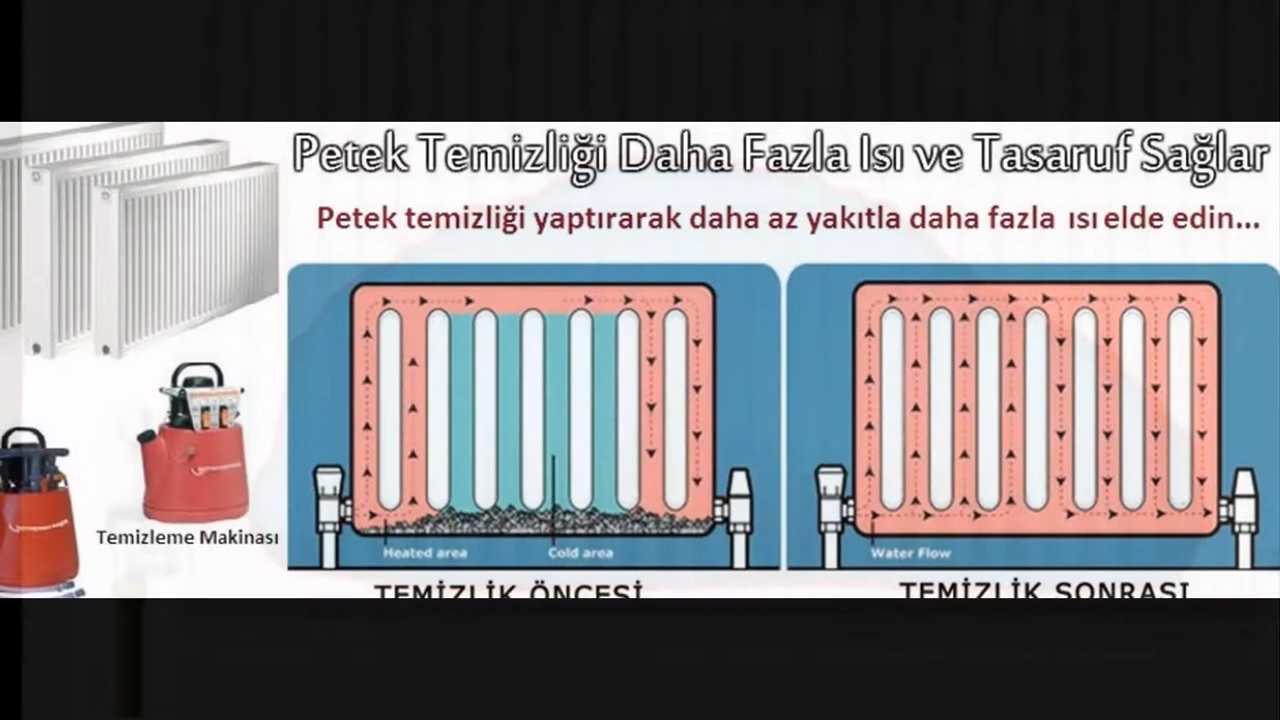 Petek Temizliği Daha Fazla Isı ve Tasaruf Sağlar
Petek temizliği yaptırarak daha az yakıtla daha fazla ısı elde edin...
Temizleme Makinası
Heated area
Cold area
Water Flow
TEMİZLİK ÖNCESİ
TEMİZLİK SONRASI